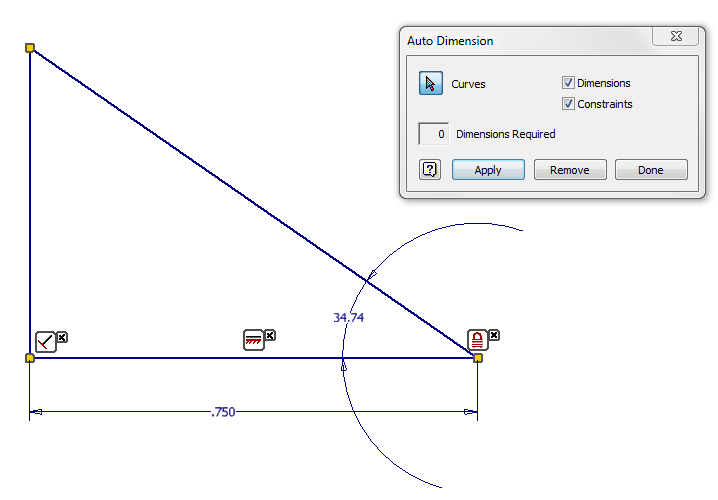 Auto Dimension
Curves
Dimensions
Constraints
0 Dimensions Required
? Apply Remove Done
34.74
.750